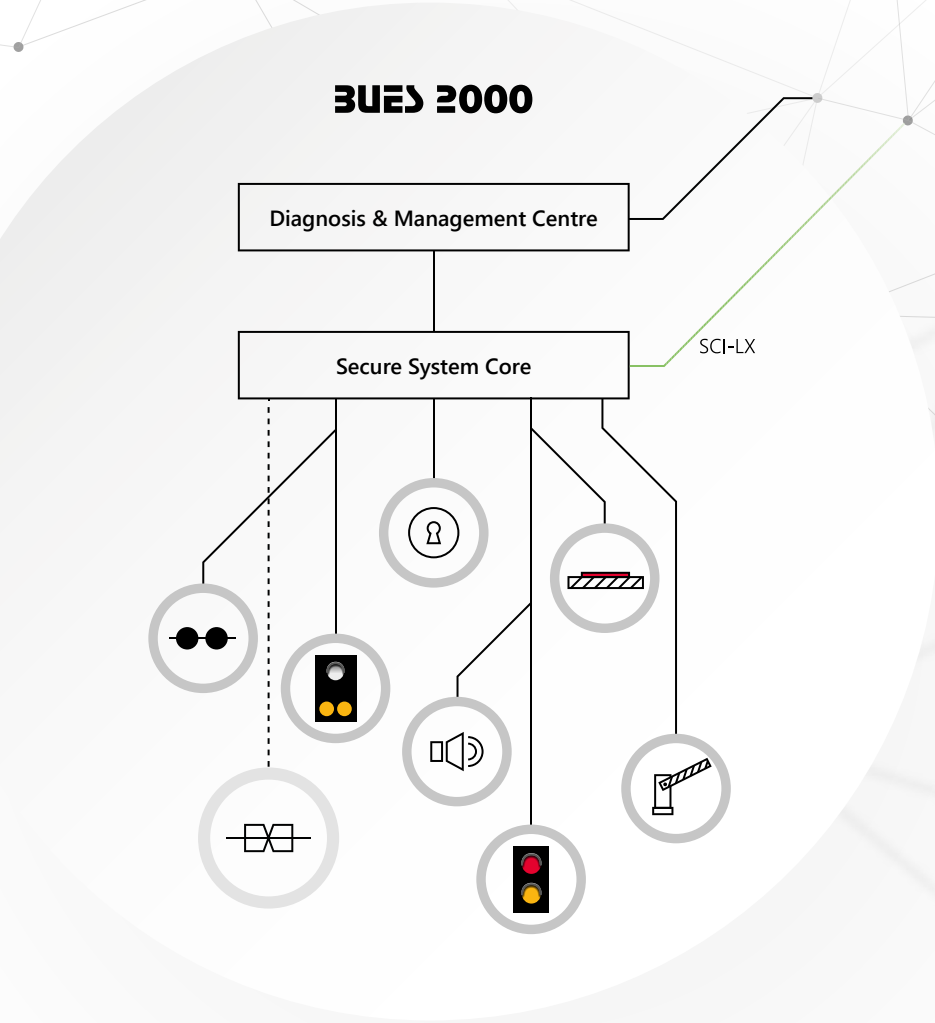 BUES 2000
Diagnosis & Management Centre
Secure System Core
SCI-LX